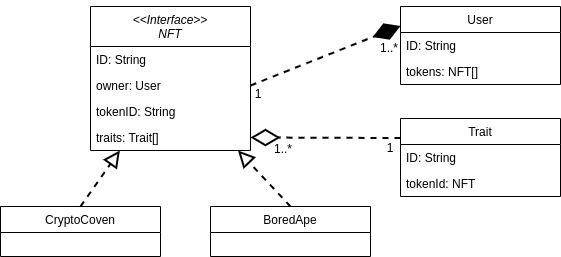 <<Interface>>
NFT
ID: String
owner: User
tokenID: String
traits: Trait[]
User
ID: String
tokens: NFT[]
1..*
1
Trait
ID: String
tokenId: NFT
1..*
1
CryptoCoven
BoredApe